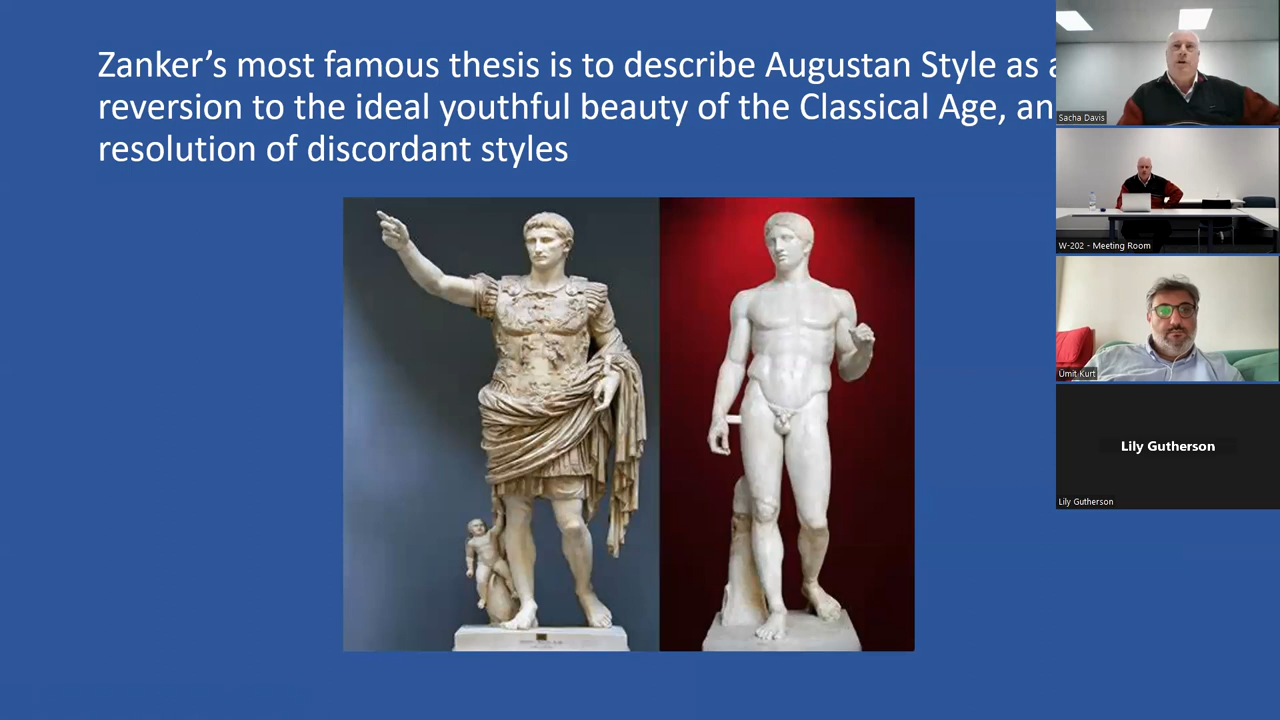 Zanker’s most famous thesis is to describe Augustan Style as a
reversion to the ideal youthful beauty of the Classical Age, an
resolution of discordant styles
Sacha Davis
W-202 - Meeting Room
Ümit Kurt
Lily Gutherson
Lily Gutherson